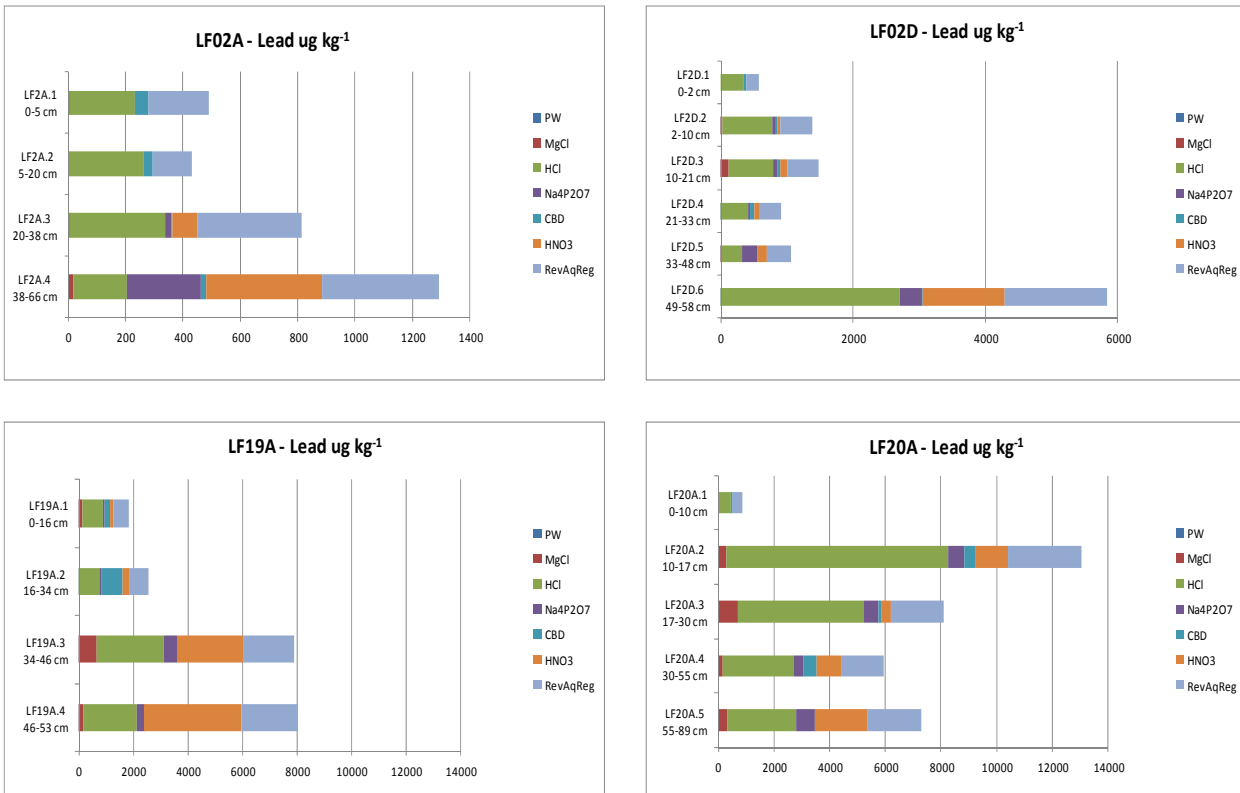 LF02A - Lead ug kg-1
LF2A.1
0-5 cm
LF2A.2
5-20 cm
LF2A.3
20-38 cm
LF2A.4
38-66 cm
0 200 400 600 800 1000 1200 1400
PW
MgCl
HCl
Na4P2O7
CBD
HNO3
RevAqReg
LF02D - Lead ug kg-1
LF2D.1
0-2 cm
LF2D.2
2-10 cm
LF2D.3
10-21 cm
LF2D.4
21-33 cm
LF2D.5
33-48 cm
LF2D.6
49-58 cm
0 2000 4000 6000
PW
MgCl
HCl
Na4P2O7
CBD
HNO3
RevAqReg
LF19A - Lead ug kg-1
LF19A.1
0-16 cm
LF19A.2
16-34 cm
LF19A.3
34-46 cm
LF19A.4
46-53 cm
0 2000 4000 6000 8000 10000 12000 14000
PW
MgCl
HCl
Na4P2O7
CBD
HNO3
RevAqReg
LF20A - Lead ug kg-1
LF20A.1
0-10 cm
LF20A.2
10-17 cm
LF20A.3
17-30 cm
LF20A.4
30-55 cm
LF20A.5
55-89 cm
0 2000 4000 6000 8000 10000 12000 14000
PW
MgCl
HCl
Na4P2O7
CBD
HNO3
RevAqReg